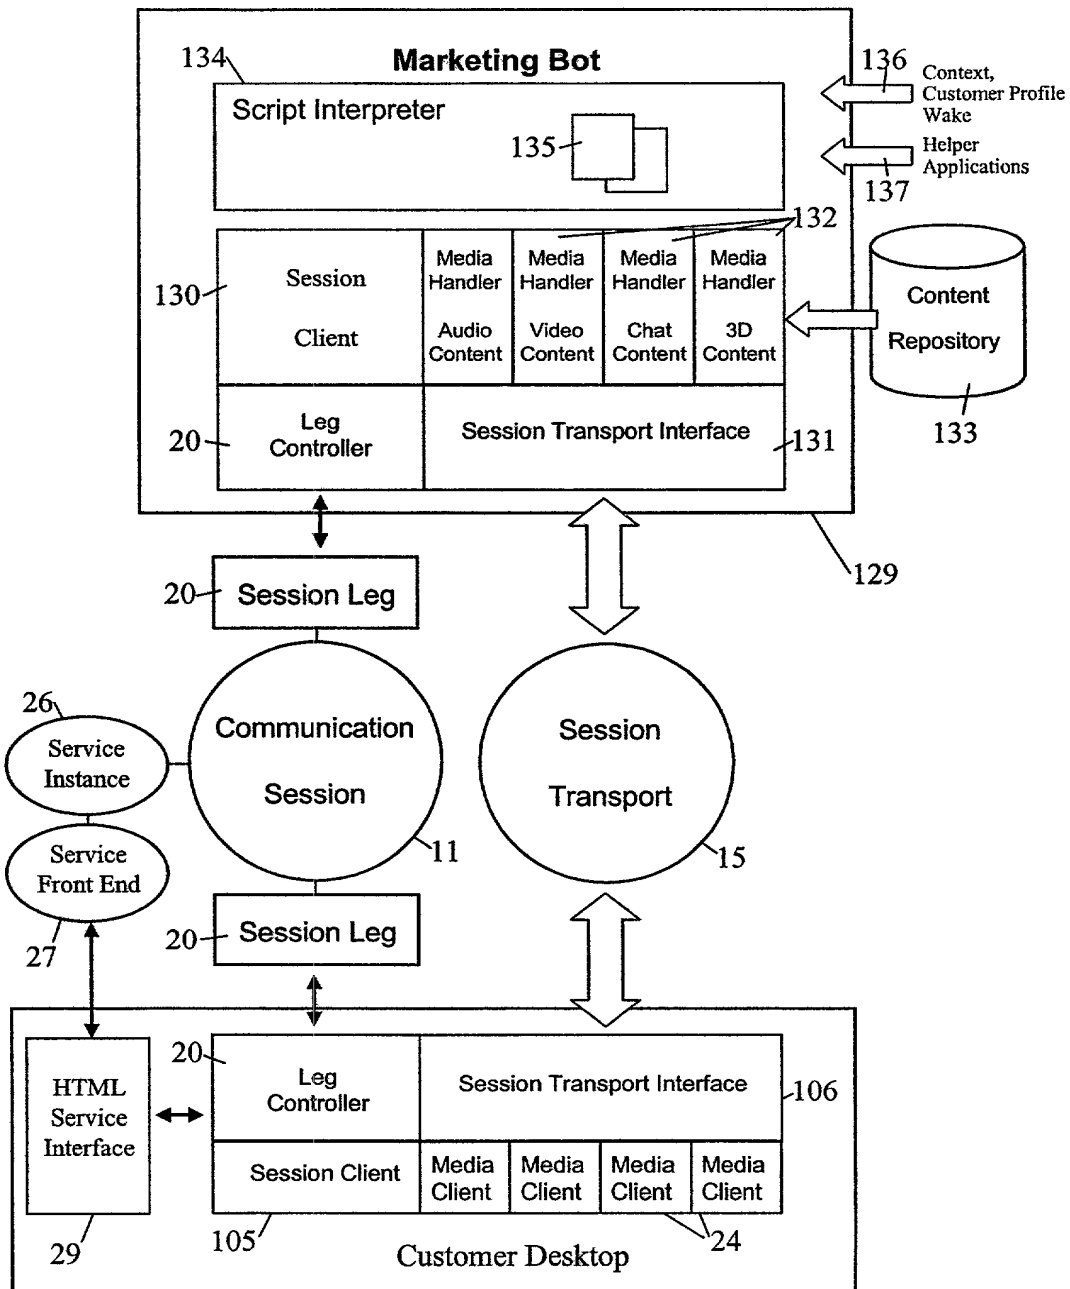 Marketing Bot
134
Script Interpreter
135
136
Context,
Customer Profile
Wake
Helper
Applications
137
132
130
Session
Client
Media
Handler
Audio
Content
Media
Handler
Video
Content
Media
Handler
Chat
Content
Media
Handler
3D
Content
Content
Repository
133
20
Leg
Controller
Session Transport Interface
131
129
20
Session Leg
26
Service
Instance
Communication
Session
11
Session
Transport
15
Service
Front End
27
20
Session Leg
HTML
Service
Interface
29
20
Leg
Controller
Session Transport Interface
106
Session Client
105
Media
Client
Media
Client
Media
Client
Media
Client
24
Customer Desktop